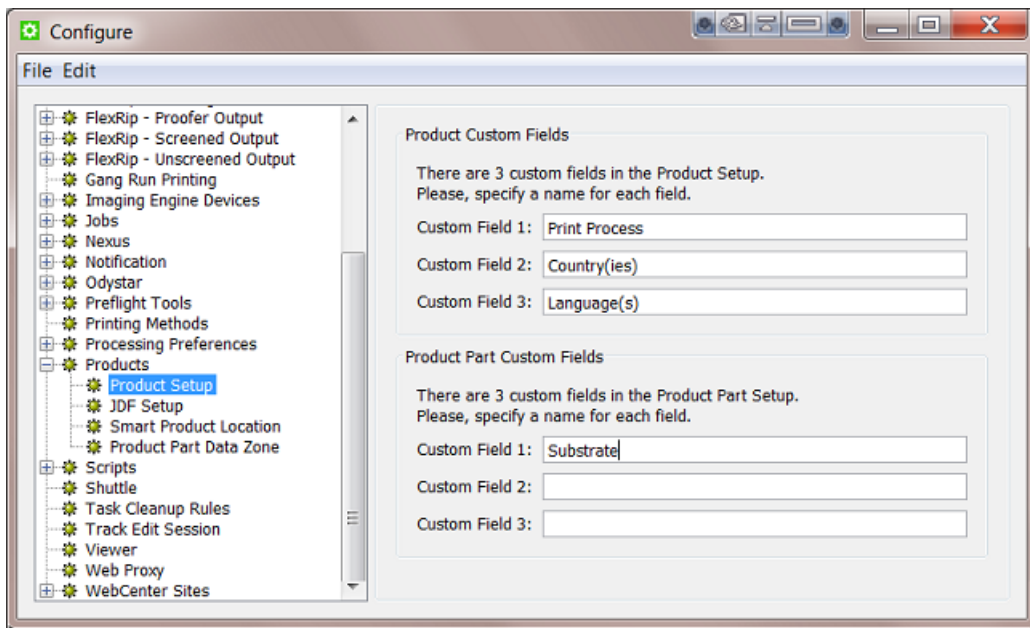 Configure
File Edit
FlexRip - Proofer Output
FlexRip - Screened Output
FlexRip - Unscreened Output
Gang Run Printing
Imaging Engine Devices
Jobs
Nexus
Notification
Odystar
Preflight Tools
Printing Methods
Processing Preferences
Products
Product Setup
JDF Setup
Smart Product Location
Product Part Data Zone
Scripts
Shuttle
Task Cleanup Rules
Track Edit Session
Viewer
Web Proxy
WebCenter Sites
Product Custom Fields
There are 3 custom fields in the Product Setup.
Please, specify a name for each field.
Custom Field 1: Print Process
Custom Field 2: Country(ies)
Custom Field 3: Language(s)
Product Part Custom Fields
There are 3 custom fields in the Product Part Setup.
Please, specify a name for each field.
Custom Field 1: Substrate
Custom Field 2:
Custom Field 3: